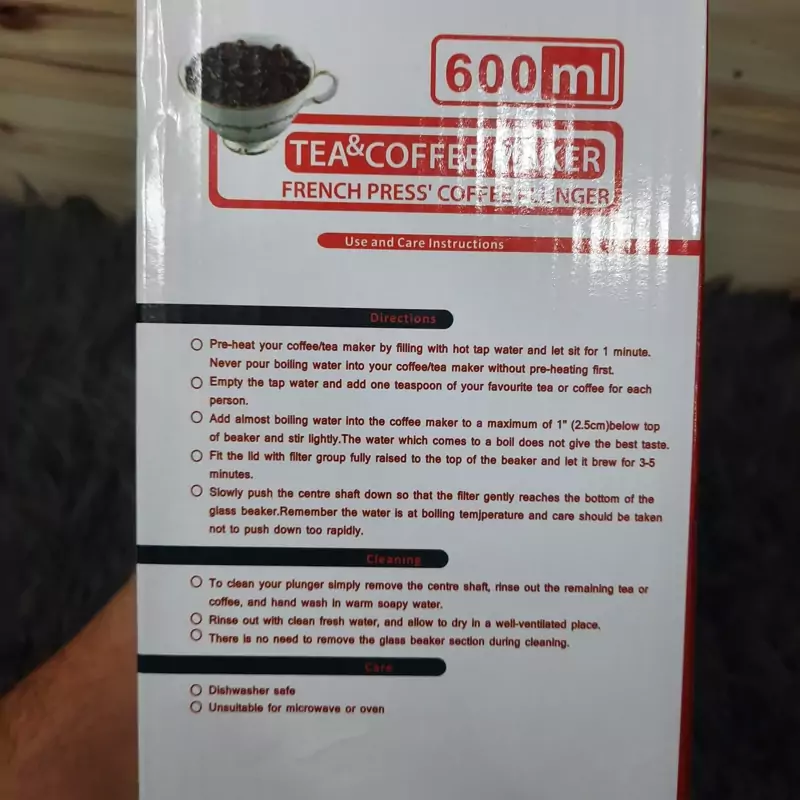 600 ml
TEA & COFFEE MAKER
FRENCH PRESS' COFFEE PLUNGER
Use and Care Instructions
Directions
Pre-heat your coffee/tea maker by filling with hot tap water and let sit for 1 minute.
Never pour boiling water into your coffee/tea maker without pre-heating first.
Empty the tap water and add one teaspoon of your favourite tea or coffee for each
person.
Add almost boiling water into the coffee maker to a maximum of 1" (2.5cm)below top
of beaker and stir lightly.The water which comes to a boil does not give the best taste.
Fit the lid with filter group fully raised to the top of the beaker and let it brew for 3-5
minutes.
Slowly push the centre shaft down so that the filter gently reaches the bottom of the
glass beaker.Remember the water is at boiling temjperature and care should be taken
not to push down too rapidly.
Cleaning
To clean your plunger simply remove the centre shaft, rinse out the remaining tea or
coffee, and hand wash in warm soapy water.
Rinse out with clean fresh water, and allow to dry in a well-ventilated place.
There is no need to remove the glass beaker section during cleaning.
Care
Dishwasher safe
Unsuitable for microwave or oven